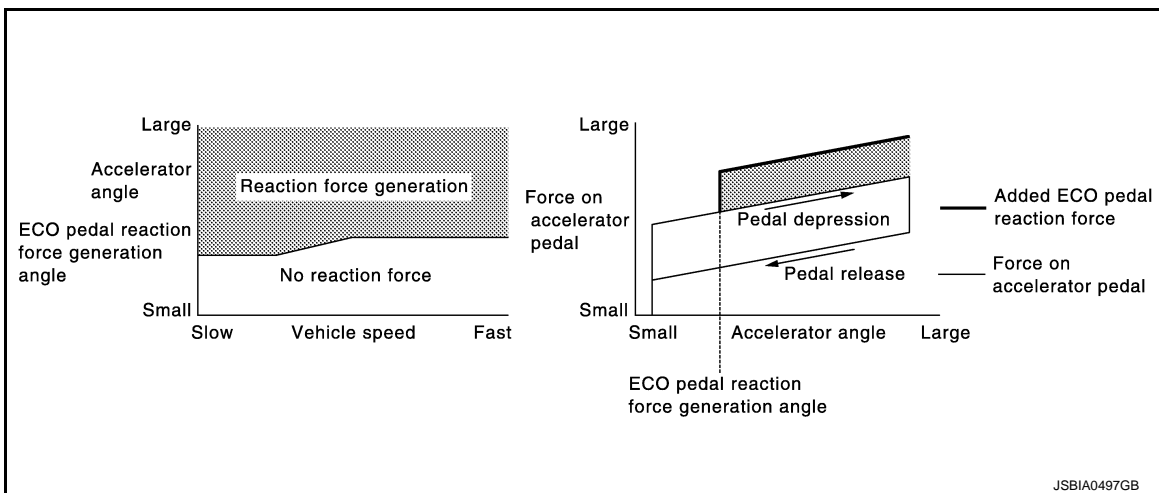 Large
Accelerator
angle
ECO pedal reaction
force generation
angle
Small
Reaction force generation
No reaction force
Slow
Vehicle speed
Fast
Large
Force on
accelerator
pedal
Small
Pedal depression
Pedal release
Small
Accelerator angle
Large
ECO pedal reaction
force generation angle
Added ECO pedal
reaction force
Force on
accelerator pedal
JSBIA0497GB